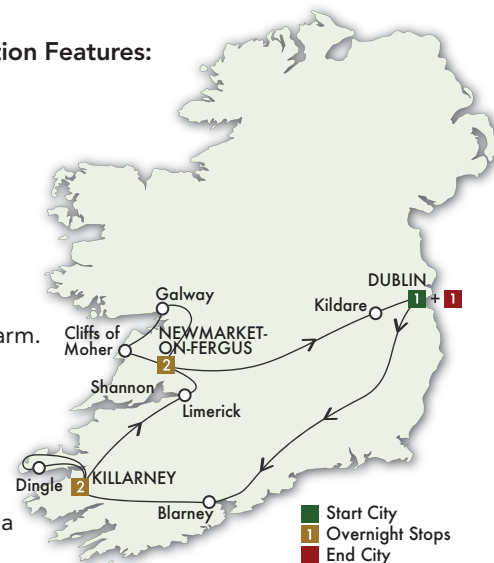 tion Features:
DUBLIN
1 + 1
Kildare
Galway
Cliffs of
Moher
NEWMARKET-
ON-FERGUS
2
arm.
Shannon
Limerick
Dingle
2
KILLARNEY
Blarney
a
Start City
1 Overnight Stops
End City